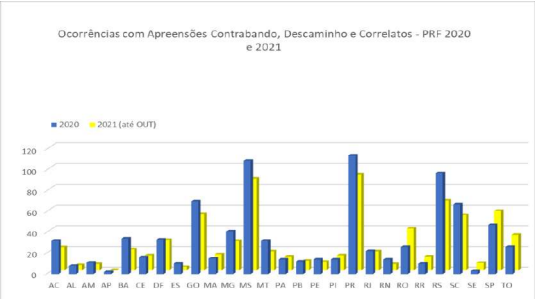 Ocorrências com Apreensões Contrabando, Descaminho e Correlatos - PRF 2020
e 2021
2020 2021 (até OUT)
120
100
80
60
40
20
0
AC AL AM AP BA CE DF ES GO MA MG MS MT PA PB PE PI PR RJ RN RO RR RS SC SE SP TO